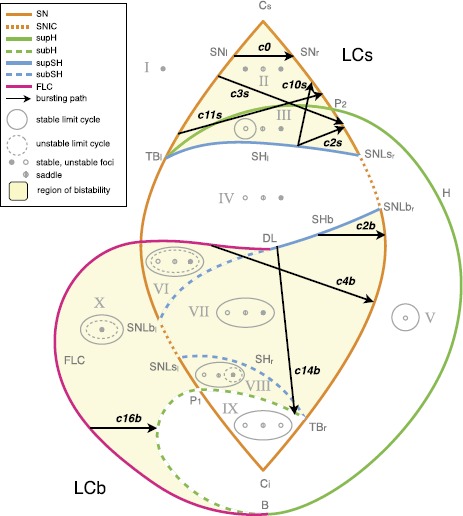 SN
SNIC
supH
subH
supSH
subSH
FLC
bursting path
stable limit cycle
unstable limit cycle
stable, unstable foci
saddle
region of bistability
Cs
SNl
SNr
c0
LCs
I
II
c10s
c3s
P2
III
c11s
c2s
TBl
SHl
SNLsr
H
IV
SNLbr
SHb
c2b
DL
VI
c4b
X
VII
V
SNLbl
FLC
SNLsl
SHr
c14b
VIII
P1
IX
c16b
TBr
Ci
LCb
B